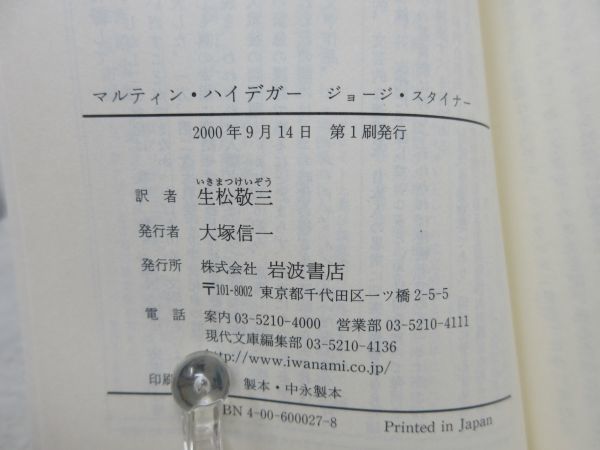 マルティン・ハイデガー　ジョージ・スタイナー
2000年9月14日　第1刷発行
いきまつけいぞう
訳者　生松敬三
発行者　大塚信一
発行所　株式会社　岩波書店
〒101-8002　東京都千代田区一ツ橋2-5-5
電話　案内 03-5210-4000　営業部 03-5210-4111
現代文庫編集部 03-5210-4136
http://www.iwanami.co.jp/
印刷　製本・中永製本
BN 4-00-600027-8　Printed in Japan